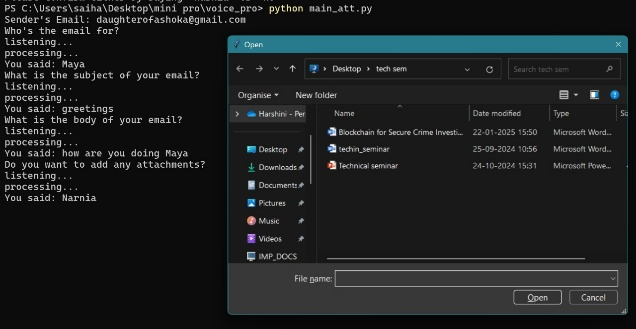 PS C:\Users\saiha\Desktop\mini pro\voice_pro> python main_att.py
Sender's Email: daughterofashoka@gmail.com
Who's the email for?
listening...
processing...
You said: Maya
What is the subject of your email?
listening...
processing...
You said: greetings
What is the body of your email?
listening...
processing...
You said: how are you doing Maya
Do you want to add any attachments?
listening...
processing...
You said: Narnia
Open
Desktop > tech sem
Search tech sem
Organise
New folder
Harshini - Per
Desktop
Downloads
Documents
Pictures
Music
Videos
IMP_DOCS
Name Date modified Type Si
Blockchain for Secure Crime Investi... 22-01-2025 15:50 Microsoft Word...
techin_seminar 25-09-2024 10:56 Microsoft Word...
Technical seminar 24-10-2024 15:31 Microsoft Powe...
File name:
Open Cancel